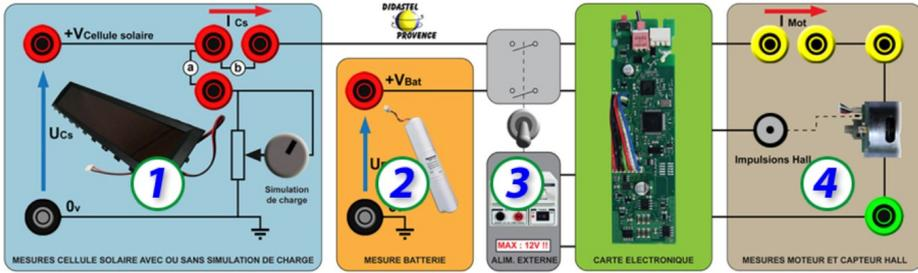 DIDASTEL
PROVENCE
I Cs
+VCellule solaire
a
b
UCs
0v
1
Simulation
de charge
MESURES CELLULE SOLAIRE AVEC OU SANS SIMULATION DE CHARGE
+VBat
2
MESURE BATTERIE
3
MAX : 12V !!
ALIM. EXTERNE
CARTE ELECTRONIQUE
I Mot
Impulsions Hall
4
MESURES MOTEUR ET CAPTEUR HALL